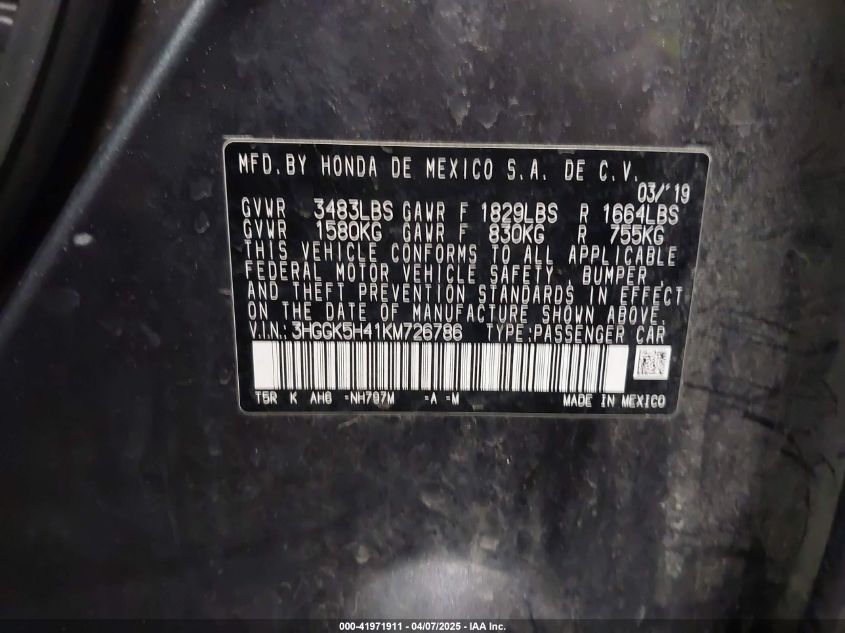 MFD.BY HONDA DE MEXICO S.A. DE C.V.
03/'19
GVWR 3483LBS GAWR F 1829LBS R 1664LBS
GVWR 1580KG GAWR F 830KG R 755KG
THIS VEHICLE CONFORMS TO ALL APPLICABLE
FEDERAL MOTOR VEHICLE SAFETY, BUMPER,
AND THEFT PREVENTION STANDARDS IN EFFECT
ON THE DATE OF MANUFACTURE SHOWN ABOVE.
V.I.N.:3HGGK5H41KM726786 TYPE:PASSENGER CAR
T5R K AH6 =NH797M =A =M MADE IN MEXICO
000-41971911 - 04/07/2025 - IAA Inc.